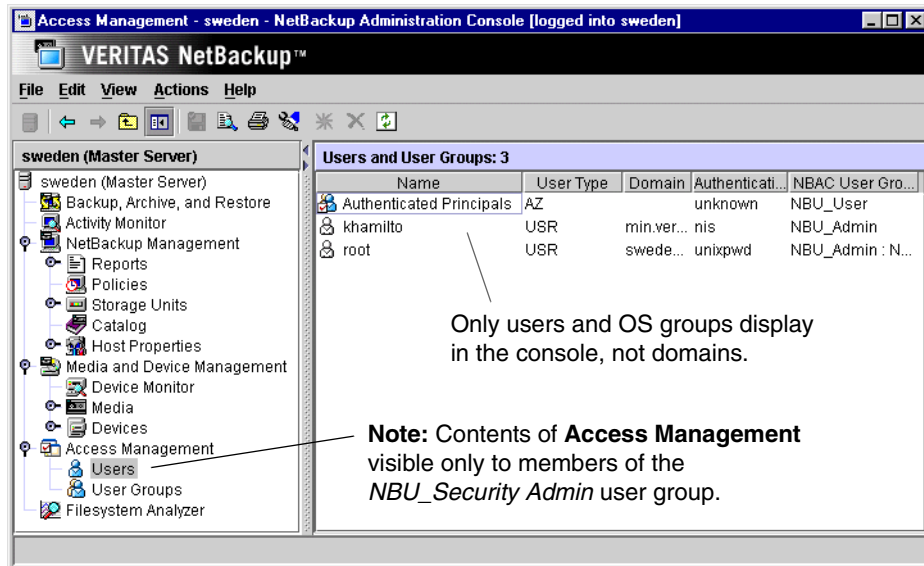 Access Management - sweden - NetBackup Administration Console [logged into sweden]
VERITAS NetBackup™
File Edit View Actions Help
sweden (Master Server)
sweden (Master Server)
Backup, Archive, and Restore
Activity Monitor
NetBackup Management
Reports
Policies
Storage Units
Catalog
Host Properties
Media and Device Management
Device Monitor
Media
Devices
Access Management
Users
User Groups
Filesystem Analyzer
Users and User Groups: 3
Name User Type Domain Authenticati... NBAC User Gro...
Authenticated Principals AZ unknown NBU_User
khamilto USR min.ver... nis NBU_Admin
root USR swede... unixpwd NBU_Admin : N...
Only users and OS groups display
in the console, not domains.
Note: Contents of Access Management
visible only to members of the
NBU_Security Admin user group.